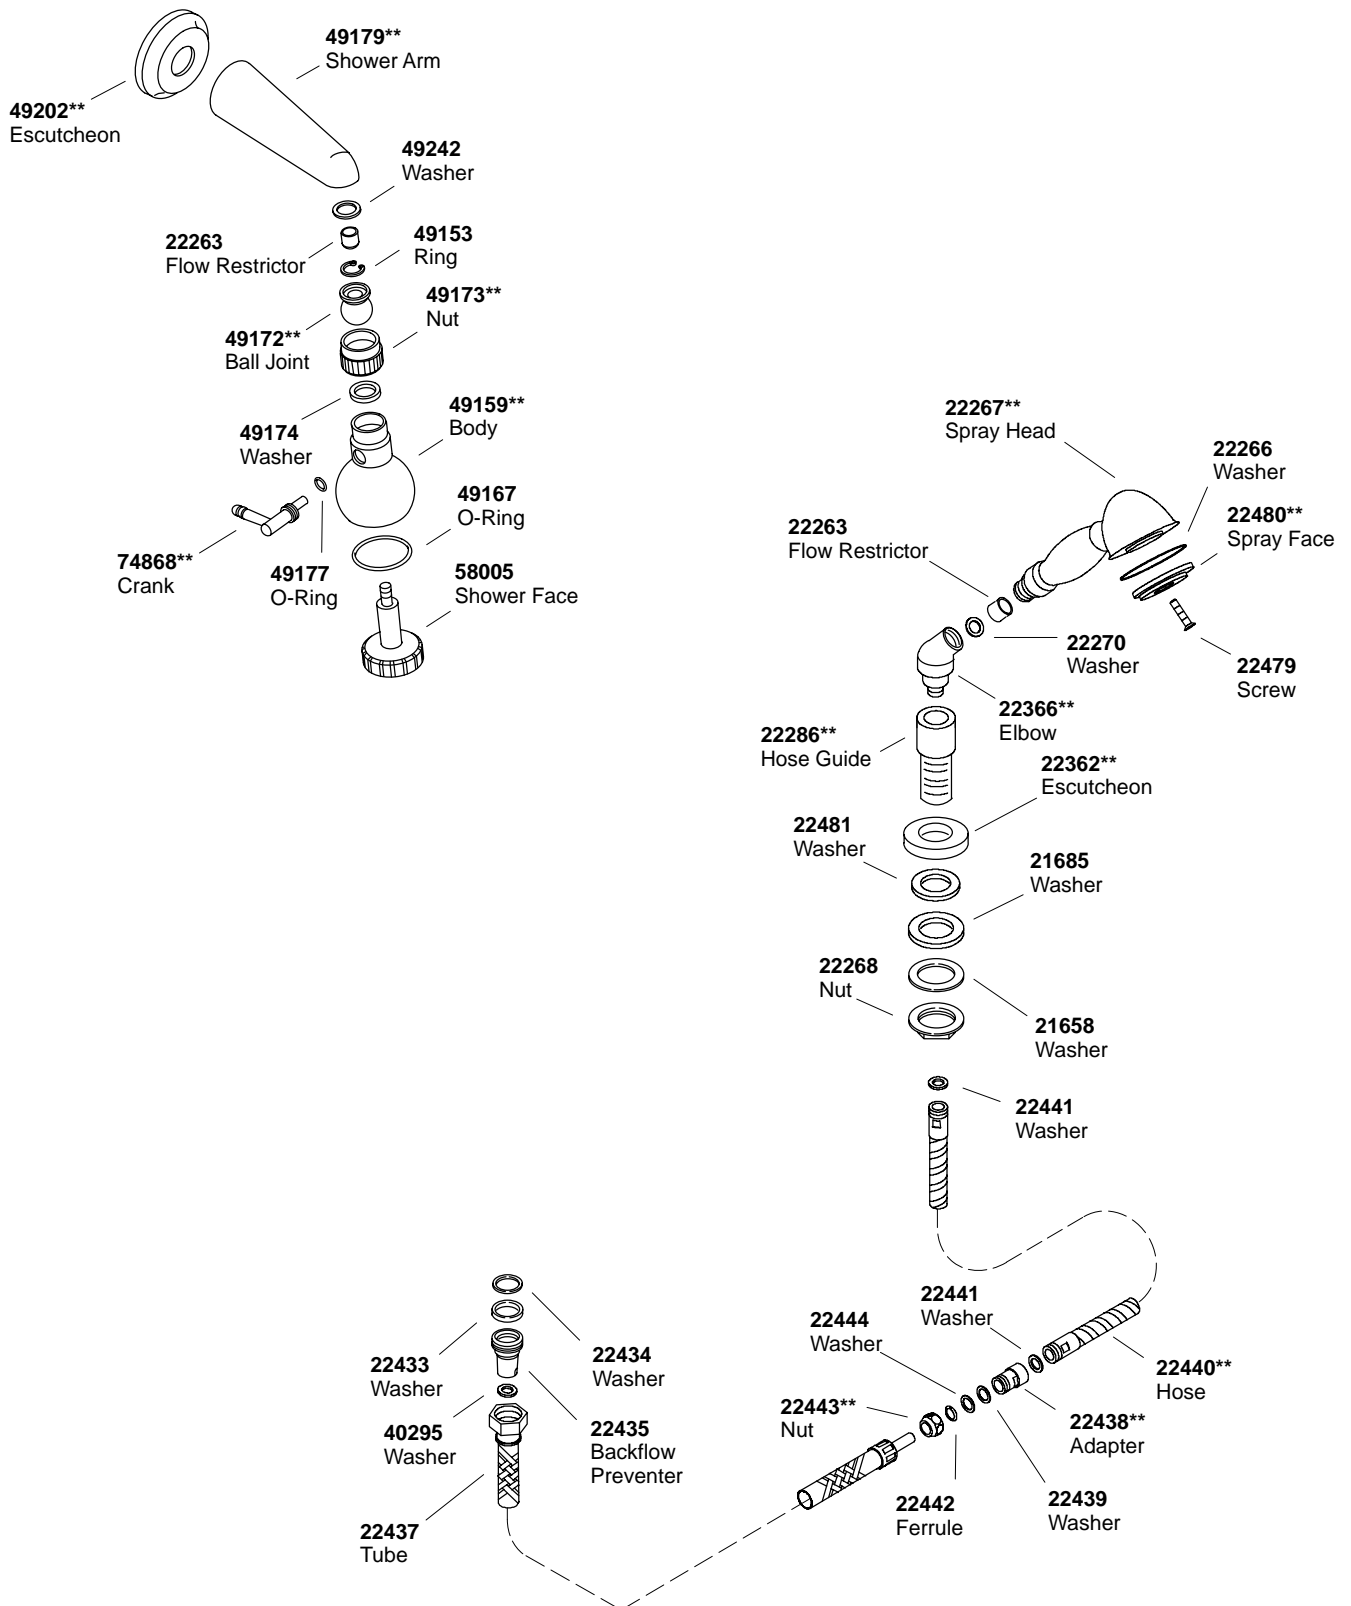 49179**
Shower Arm
49202**
Escutcheon
49242
Washer
22263
Flow Restrictor
49153
Ring
49173**
Nut
49172**
Ball Joint
49159**
Body
49174
Washer
49167
O-Ring
74868**
Crank
49177
O-Ring
58005
Shower Face
22267**
Spray Head
22266
Washer
22480**
Spray Face
22263
Flow Restrictor
22270
Washer
22479
Screw
22366**
Elbow
22286**
Hose Guide
22362**
Escutcheon
22481
Washer
21685
Washer
22268
Nut
21658
Washer
22441
Washer
22441
Washer
22444
Washer
22440**
Hose
22443**
Nut
22438**
Adapter
22442
Ferrule
22439
Washer
22433
Washer
22434
Washer
40295
Washer
22435
Backflow
Preventer
22437
Tube